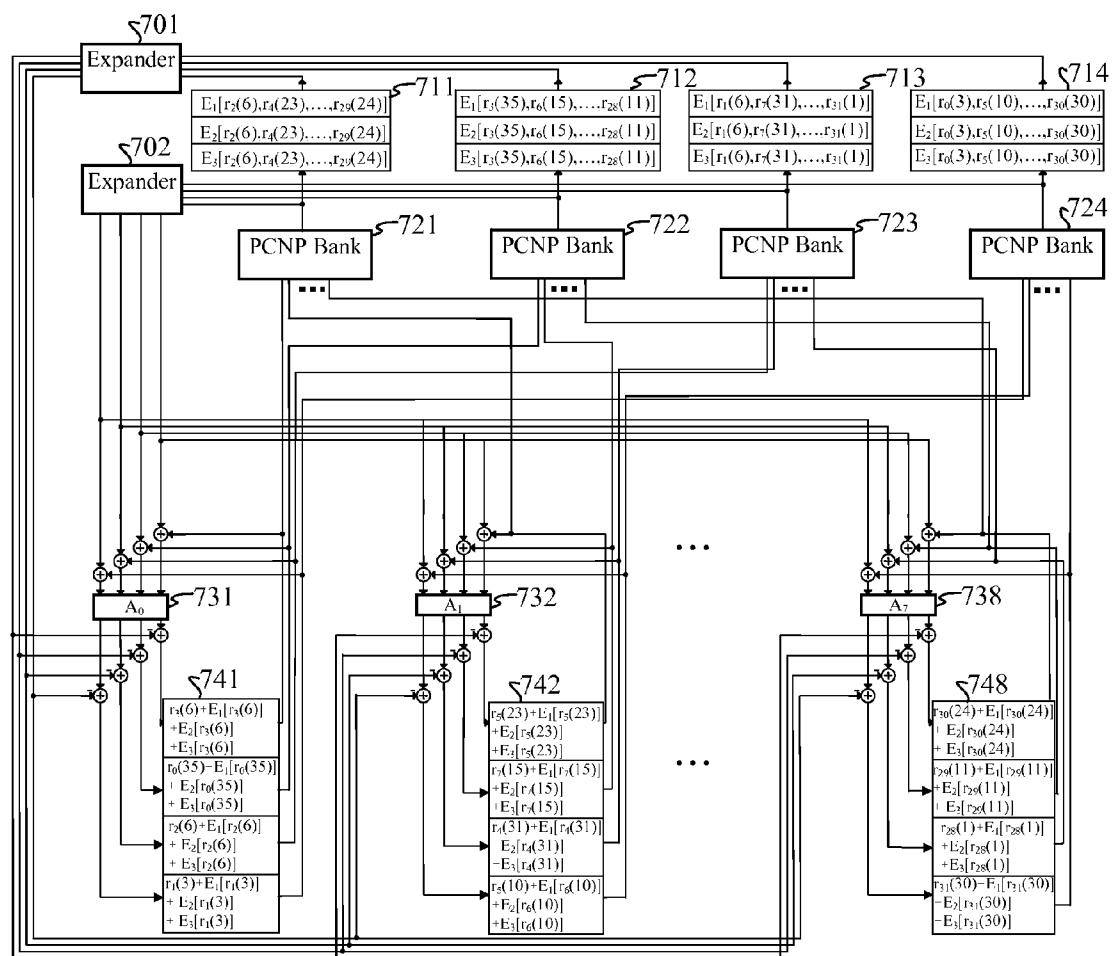 701
Expander
702
Expander
711
E₁[r₂(6),r₄(23),...,r₂₉(24)]
E₂[r₂(6),r₄(23),...,r₂₉(24)]
E₃[r₂(6),r₄(23),...,r₂₉(24)]
712
E₁[r₃(35),r₆(15),...r₂₈(11)]
E₂[r₃(35),r₆(15),...r₂₈(11)]
E₃[r₃(35),r₆(15),...r₂₈(11)]
713
E₁[r₁(6),r₇(31),...,r₃₁(1)]
E₂[r₁(6),r₇(31),...,r₃₁(1)]
E₃[r₁(6),r₇(31),...,r₃₁(1)]
714
E₁[r₀(3),r₅(10),...,r₃₀(30)]
E₂[r₀(3),r₅(10),...,r₃₀(30)]
E₃[r₀(3),r₅(10),...,r₃₀(30)]
721
PCNP Bank
...
722
PCNP Bank
...
723
PCNP Bank
...
724
PCNP Bank
...
...
A₀
731
A₁
732
A₇
738
741
r₃(6)+E₁[r₃(6)]
+E₂[r₃(6)]
+E₃[r₃(6)]
r₀(35)−E₁[r₀(35)]
+ E₂[r₀(35)]
+ E₃[r₀(35)]
r₂(6)+E₁[r₂(6)]
+ E₂[r₂(6)]
+ E₃[r₂(6)]
r₁(3)+E₁[r₁(3)]
+ E₂[r₁(3)]
+ E₃[r₁(3)]
742
r₅(23)+E₁[r₅(23)]
+E₂[r₅(23)]
+E₃[r₅(23)]
r₇(15)+E₁[r₇(15)]
+E₂[r₇(15)]
+E₃[r₇(15)]
r₄(31)+E₁[r₄(31)]
E₂[r₄(31)]
−E₃[r₄(31)]
r₅(10)+E₁[r₆(10)]
+E₂[r₆(10)]
+E₃[r₆(10)]
...
748
r₃₀(24)+E₁[r₃₀(24)]
+ E₂[r₃₀(24)]
+ E₃[r₃₀(24)]
r₂₉(11)+E₁[r₂₉(11)]
+E₂[r₂₉(11)]
+ E₃[r₂₉(11)]
r₂₈(1)+E₁[r₂₈(1)]
+E₂[r₂₈(1)]
+E₃[r₂₈(1)]
r₃₁(30)−E₁[r₃₁(30)]
−E₂[r₃₁(30)]
−E₃[r₃₁(30)]